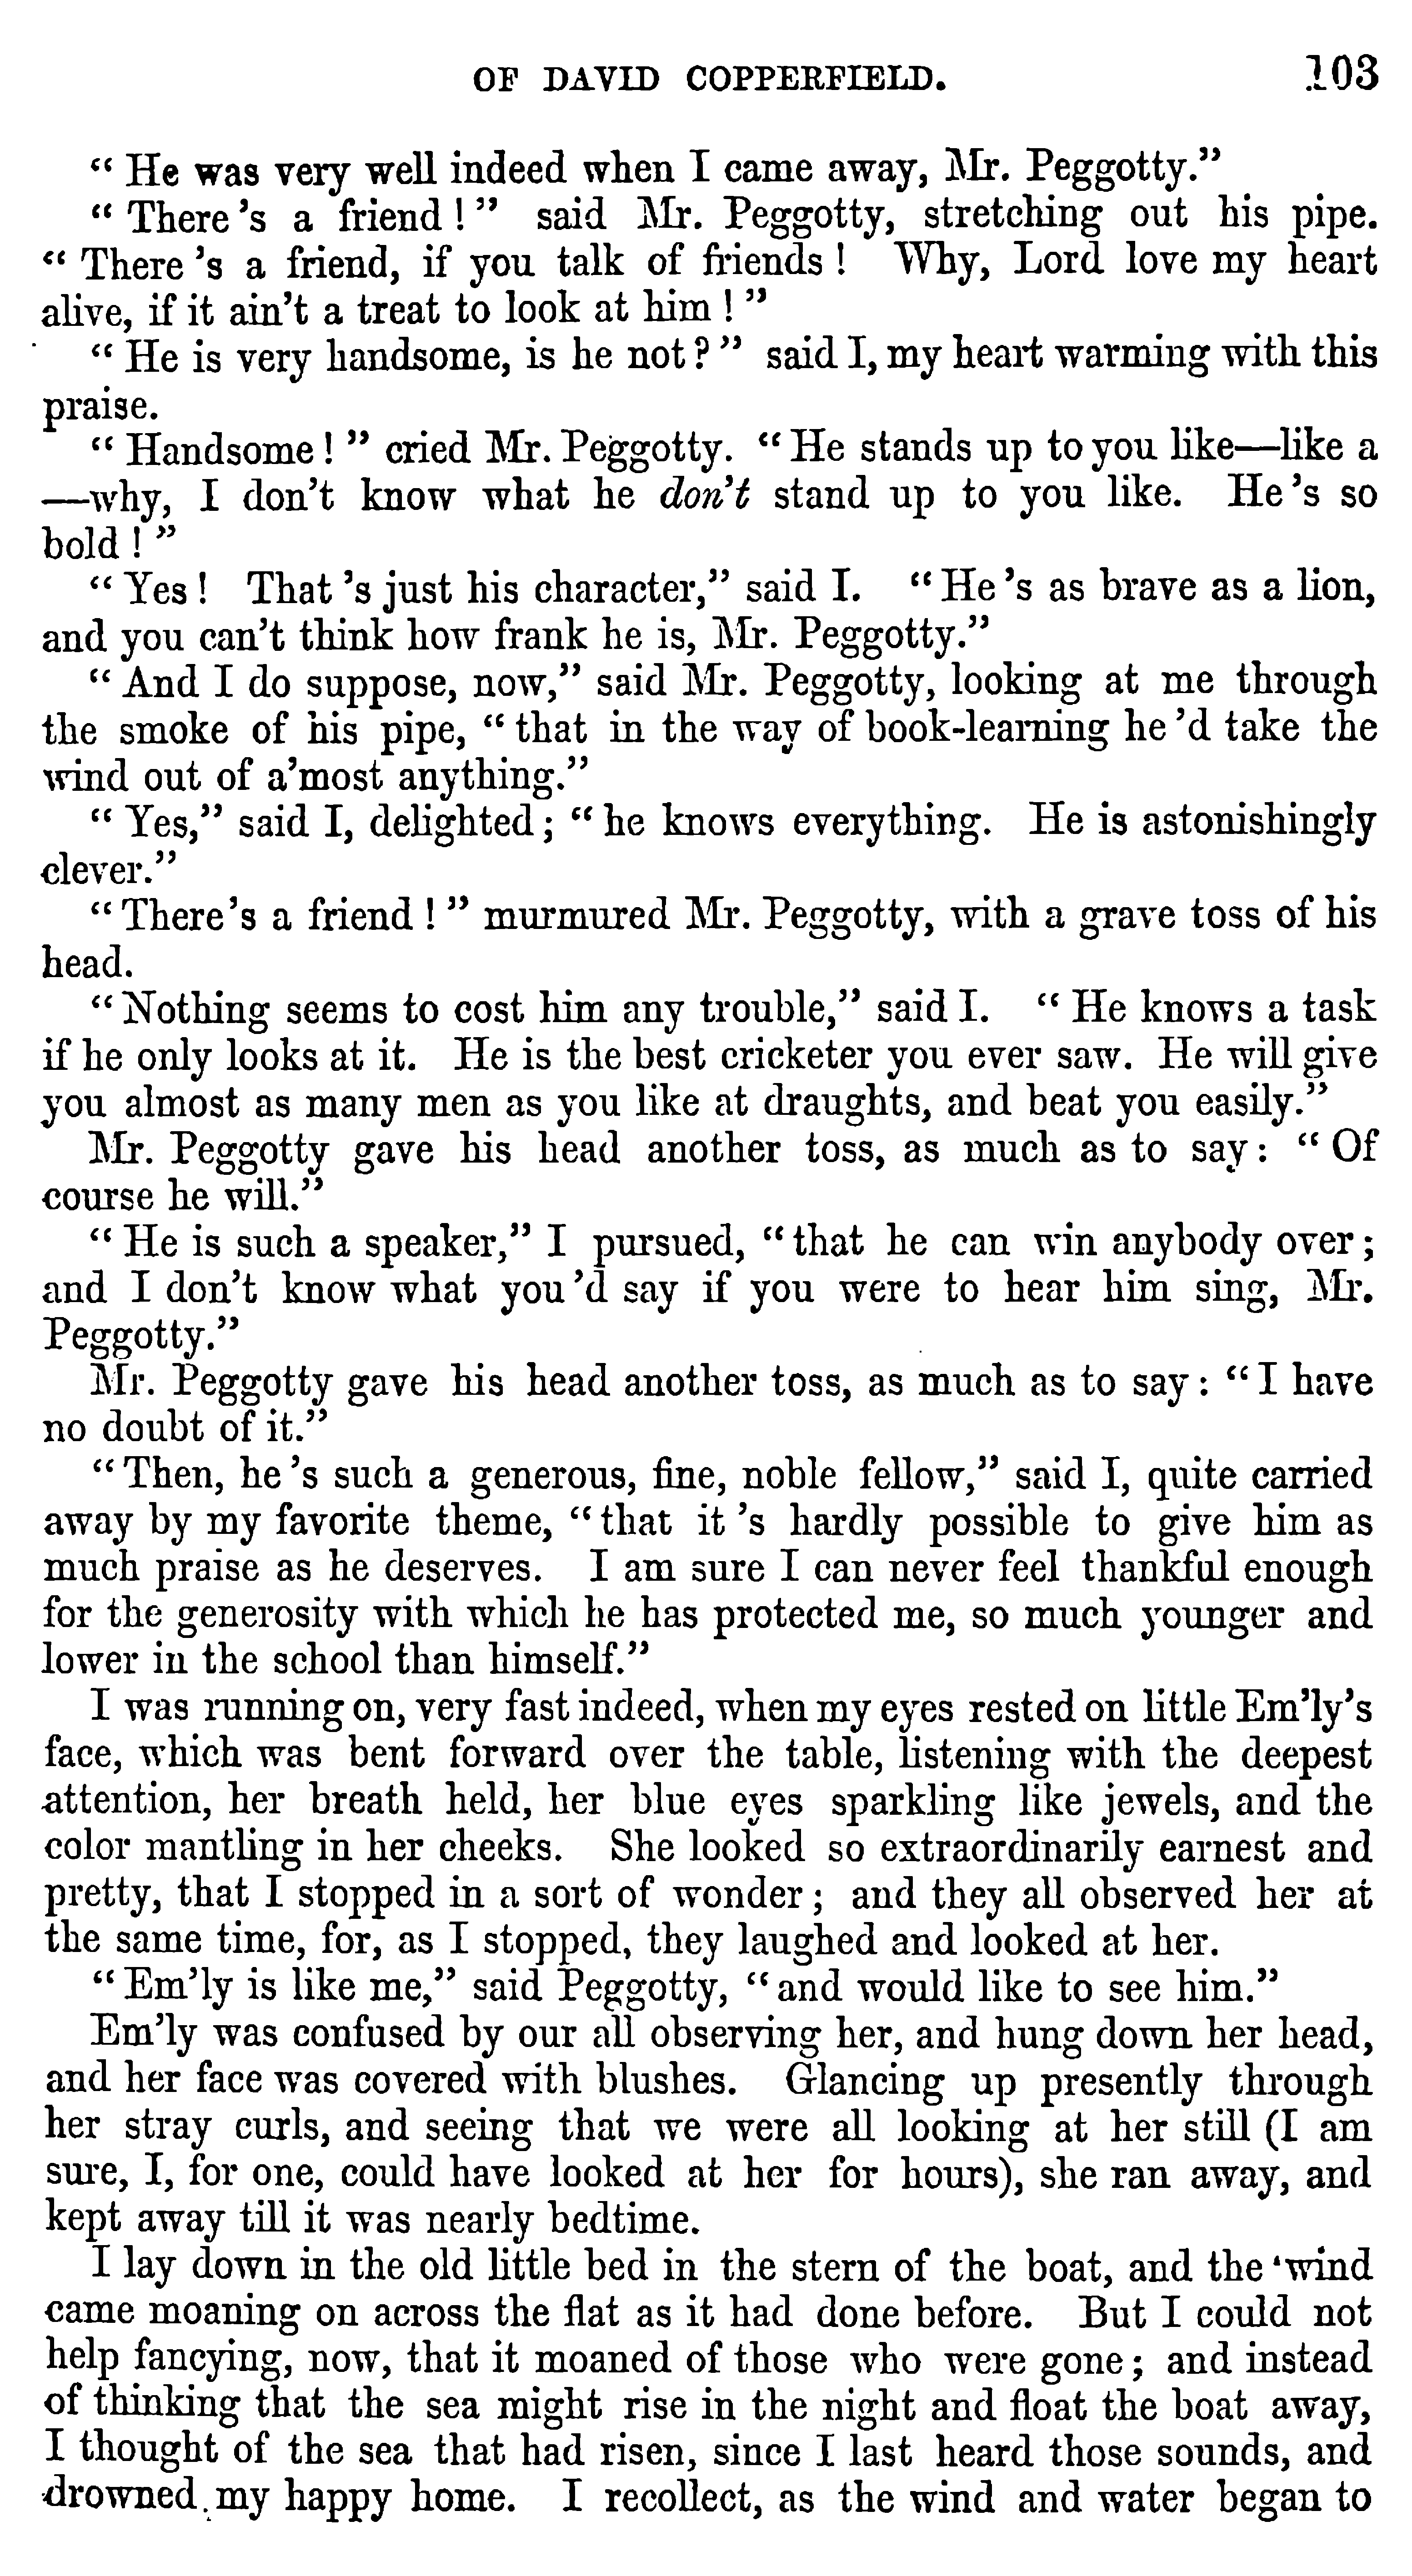 OF DAVID COPPERFIELD. 103
“ He was very well indeed when I came away, Mr. Peggotty.”
“ There 's a friend ! ” said Mr. Peggotty, stretching out his pipe.
“ There 's a friend, if you talk of friends ! Why, Lord love my heart
alive, if it ain't a treat to look at him ! ”
“ He is very handsome, is he not ? ” said I, my heart warming with this
praise.
“ Handsome ! ” cried Mr. Peggotty. “ He stands up to you like—like a
—why, I don't know what he don't stand up to you like. He 's so
bold ! ”
“ Yes ! That 's just his character,” said I. “ He 's as brave as a lion,
and you can't think how frank he is, Mr. Peggotty.”
“ And I do suppose, now,” said Mr. Peggotty, looking at me through
the smoke of his pipe, “ that in the way of book-learning he 'd take the
wind out of a'most anything.”
“ Yes,” said I, delighted ; “ he knows everything. He is astonishingly
clever.”
“ There's a friend ! ” murmured Mr. Peggotty, with a grave toss of his
head.
“ Nothing seems to cost him any trouble,” said I. “ He knows a task
if he only looks at it. He is the best cricketer you ever saw. He will give
you almost as many men as you like at draughts, and beat you easily.”
Mr. Peggotty gave his head another toss, as much as to say : “ Of
course he will.”
“ He is such a speaker,” I pursued, “ that he can win anybody over ;
and I don't know what you 'd say if you were to hear him sing, Mr.
Peggotty.”
Mr. Peggotty gave his head another toss, as much as to say : “ I have
no doubt of it.”
“ Then, he 's such a generous, fine, noble fellow,” said I, quite carried
away by my favorite theme, “ that it 's hardly possible to give him as
much praise as he deserves. I am sure I can never feel thankful enough
for the generosity with which he has protected me, so much younger and
lower in the school than himself.”
I was running on, very fast indeed, when my eyes rested on little Em'ly's
face, which was bent forward over the table, listening with the deepest
attention, her breath held, her blue eyes sparkling like jewels, and the
color mantling in her cheeks. She looked so extraordinarily earnest and
pretty, that I stopped in a sort of wonder ; and they all observed her at
the same time, for, as I stopped, they laughed and looked at her.
“ Em'ly is like me,” said Peggotty, “ and would like to see him.”
Em'ly was confused by our all observing her, and hung down her head,
and her face was covered with blushes. Glancing up presently through
her stray curls, and seeing that we were all looking at her still (I am
sure, I, for one, could have looked at her for hours), she ran away, and
kept away till it was nearly bedtime.
I lay down in the old little bed in the stern of the boat, and the wind
came moaning on across the flat as it had done before. But I could not
help fancying, now, that it moaned of those who were gone ; and instead
of thinking that the sea might rise in the night and float the boat away,
I thought of the sea that had risen, since I last heard those sounds, and
drowned my happy home. I recollect, as the wind and water began to